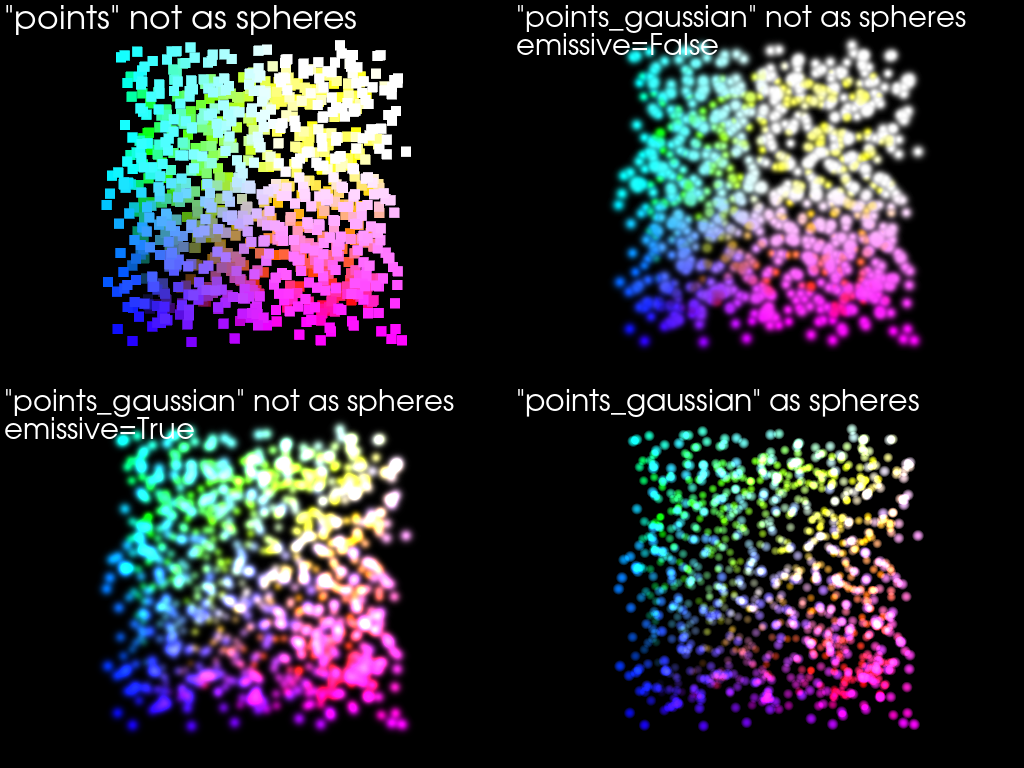 "points" not as spheres
"points_gaussian" not as spheres
emissive=False
"points_gaussian" not as spheres
emissive=True
"points_gaussian" as spheres